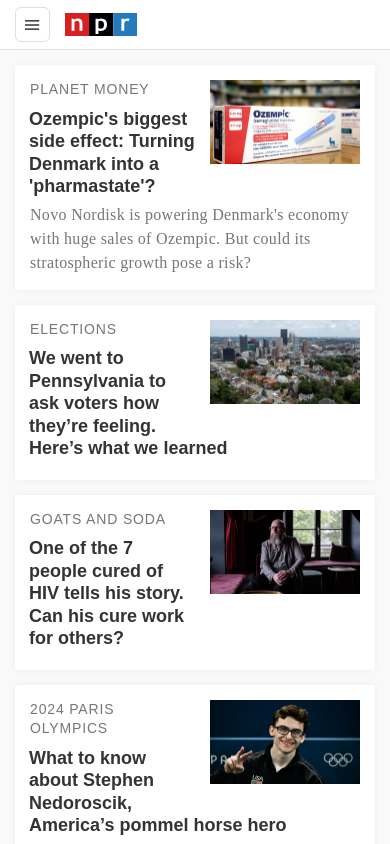 npr
PLANET MONEY
Ozempic's biggest
side effect: Turning
Denmark into a
'pharmastate'?
OZEMPIC
Novo Nordisk is powering Denmark's economy
with huge sales of Ozempic. But could its
stratospheric growth pose a risk?
ELECTIONS
We went to
Pennsylvania to
ask voters how
they’re feeling.
Here’s what we learned
GOATS AND SODA
One of the 7
people cured of
HIV tells his story.
Can his cure work
for others?
2024 PARIS
OLYMPICS
What to know
about Stephen
Nedoroscik,
America’s pommel horse hero